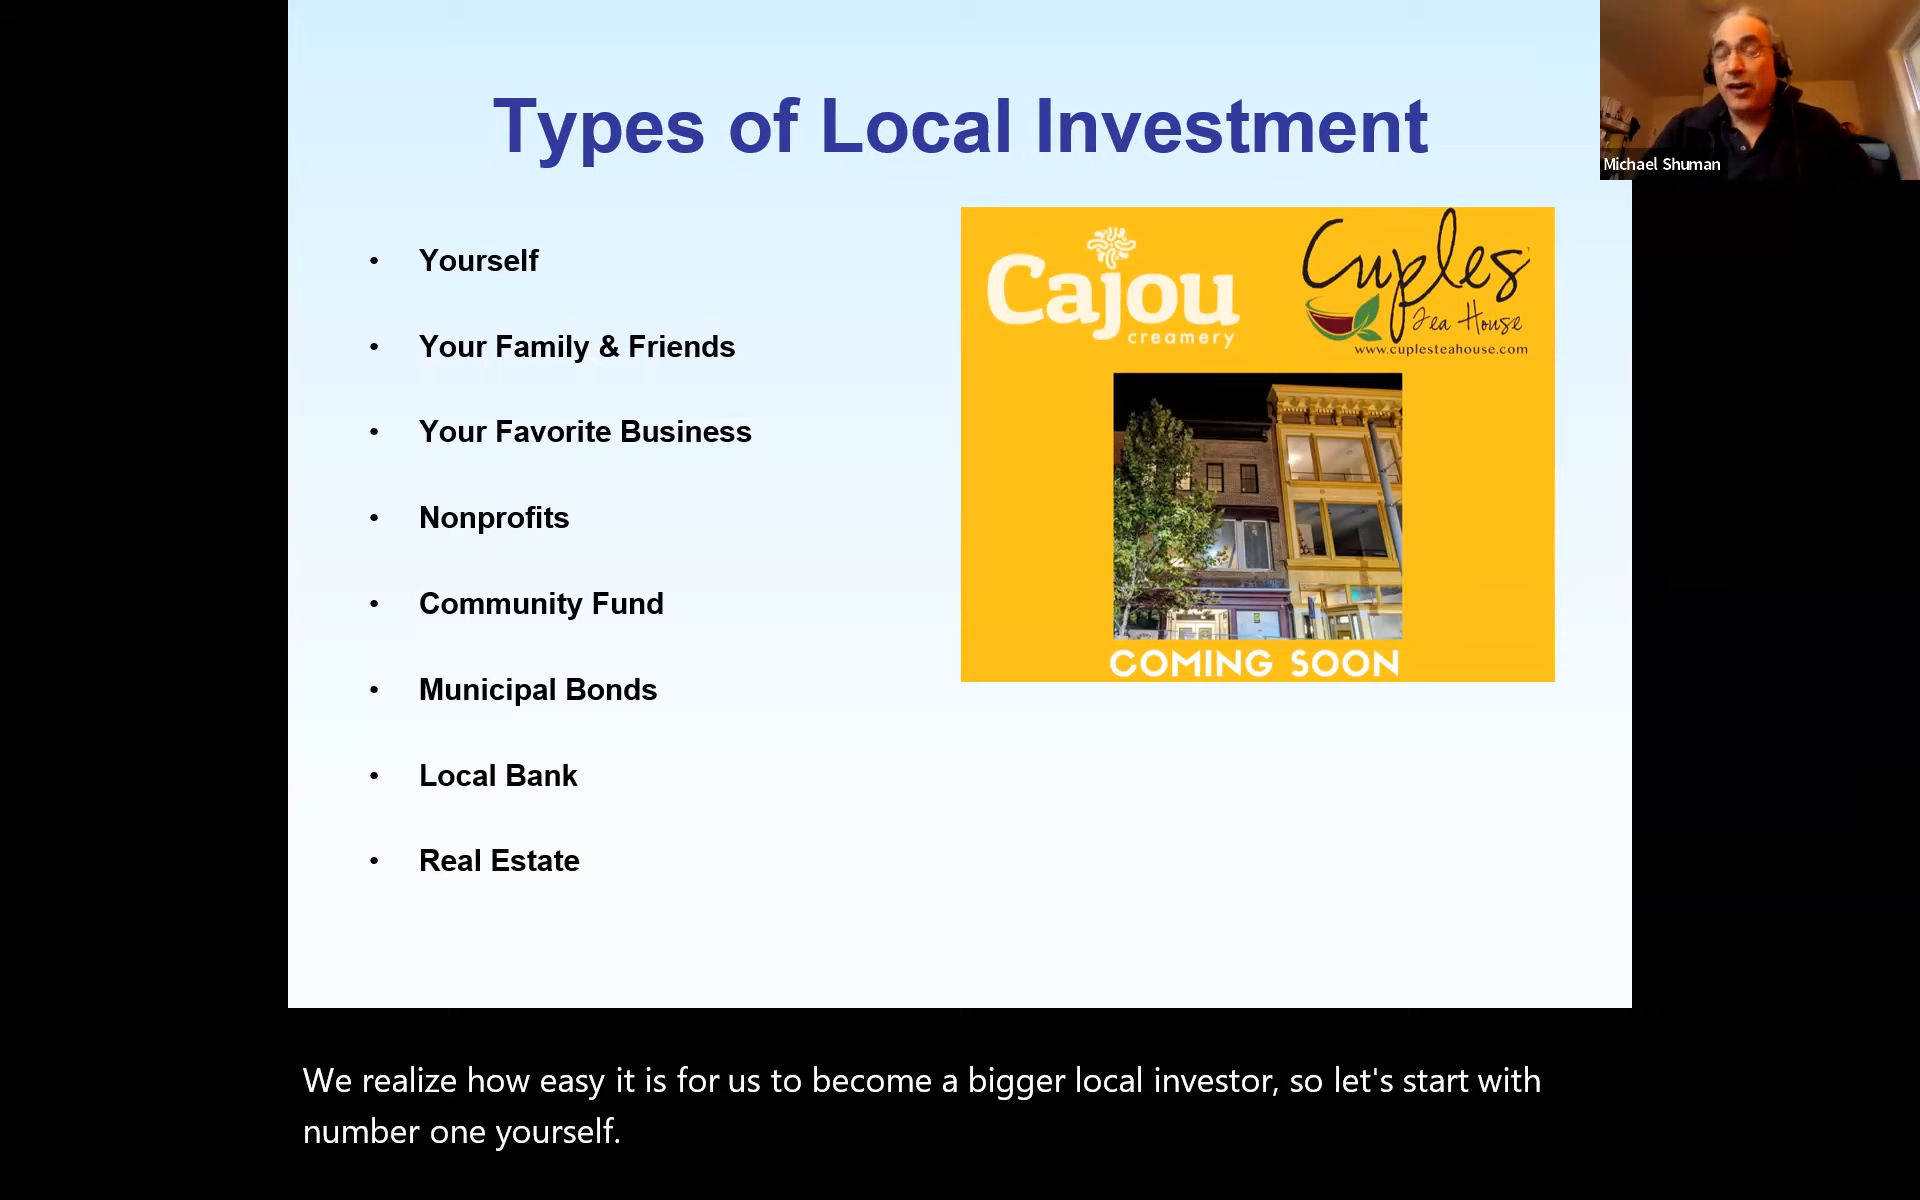 Types of Local Investment
Michael Shuman
• Yourself
• Your Family & Friends
• Your Favorite Business
• Nonprofits
• Community Fund
• Municipal Bonds
• Local Bank
• Real Estate
Cajou
creamery
Cuples
Tea House
www.cuplesteahouse.com
COMING SOON
We realize how easy it is for us to become a bigger local investor, so let's start with
number one yourself.